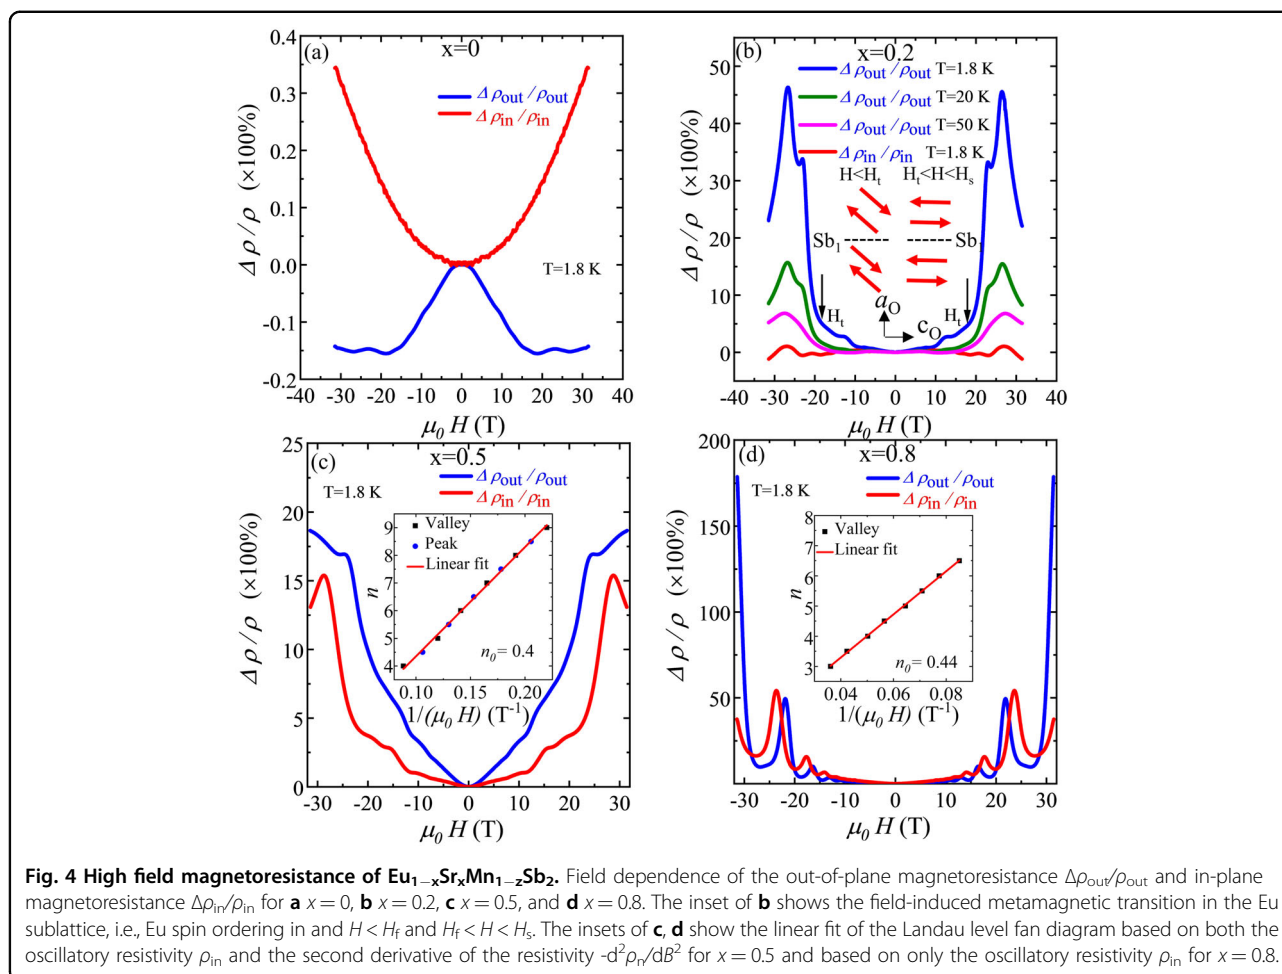 (a)
x=0
Δρout/ρout
Δρin/ρin
T=1.8 K
0.4
0.3
0.2
0.1
0.0
-0.1
-0.2
Δρ/ρ (×100%)
-40 -30 -20 -10 0 10 20 30 40
μ0 H (T)
(b)
x=0.2
Δρout/ρout T=1.8 K
Δρout/ρout T=20 K
Δρout/ρout T=50 K
Δρin/ρin T=1.8 K
H<Ht Ht<H<Hs
Sb1 Sb1
Ht Ht
aO
cO
50
40
30
20
10
0
Δρ/ρ (×100%)
-40 -30 -20 -10 0 10 20 30 40
μ0 H (T)
(c)
x=0.5
Δρout/ρout
Δρin/ρin
T=1.8 K
25
20
15
10
5
0
Δρ/ρ (×100%)
Valley
Peak
Linear fit
9
8
7
6
5
4
n
n0= 0.4
0.10 0.15 0.20
1/(μ0 H) (T-1)
-30 -20 -10 0 10 20 30
μ0 H (T)
(d)
x=0.8
Δρout/ρout
Δρin/ρin
T=1.8 K
200
150
100
50
0
Δρ/ρ (×100%)
Valley
Linear fit
8
7
6
5
4
3
n
n0= 0.44
0.04 0.06 0.08
1/(μ0 H) (T-1)
-30 -20 -10 0 10 20 30
μ0 H (T)
Fig. 4 High field magnetoresistance of Eu1−xSrxMn1−zSb2. Field dependence of the out-of-plane magnetoresistance Δρout/ρout and in-plane
magnetoresistance Δρin/ρin for a x = 0, b x = 0.2, c x = 0.5, and d x = 0.8. The inset of b shows the field-induced metamagnetic transition in the Eu
sublattice, i.e., Eu spin ordering in and H < Hf and Hf < H < Hs. The insets of c, d show the linear fit of the Landau level fan diagram based on both the
oscillatory resistivity ρin and the second derivative of the resistivity -d2ρn/dB2 for x = 0.5 and based on only the oscillatory resistivity ρin for x = 0.8.